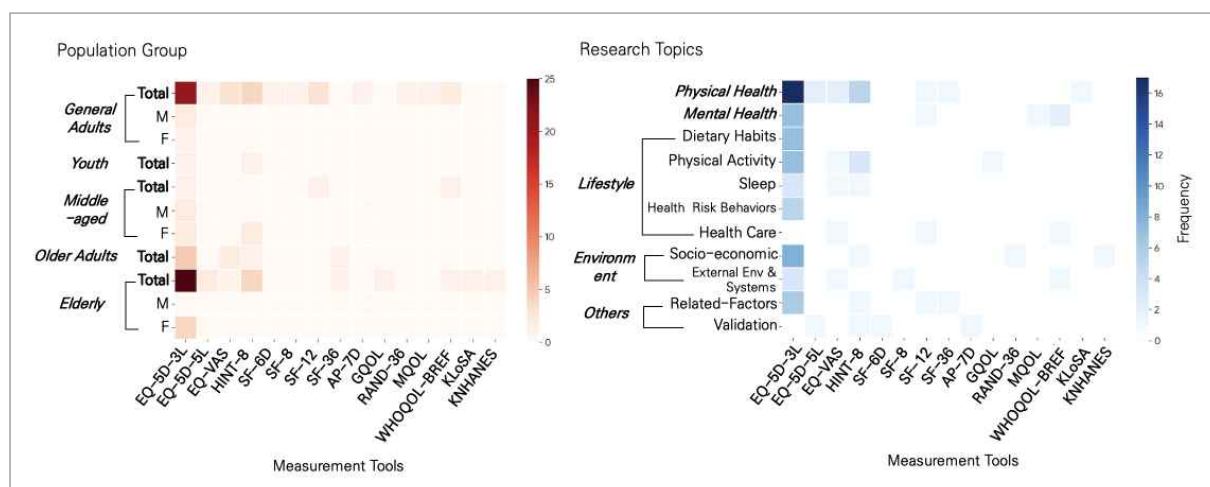 Population Group
Total
General
Adults
M
F
Youth
Total
Middle
-aged
Total
M
F
Older Adults
Total
Elderly
Total
M
F
25
20
15
10
5
0
EQ-5D-3L
EQ-5D-5L
EQ-VAS
HINT-8
SF-6D
SF-8
SF-12
SF-36
AP-7D
GQOL
RAND-36
MQOL
WHOQOL-BREF
KLoSA
KNHANES
Measurement Tools
Research Topics
Physical Health
Mental Health
Lifestyle
Dietary Habits
Physical Activity
Sleep
Health Risk Behaviors
Health Care
Environm
ent
Socio-economic
External Env &
Systems
Others
Related-Factors
Validation
16
14
12
10
8
6
4
2
0
Frequency
EQ-5D-3L
EQ-5D-5L
EQ-VAS
HINT-8
SF-6D
SF-8
SF-12
SF-36
AP-7D
GQOL
RAND-36
MQOL
WHOQOL-BREF
KLoSA
KNHANES
Measurement Tools